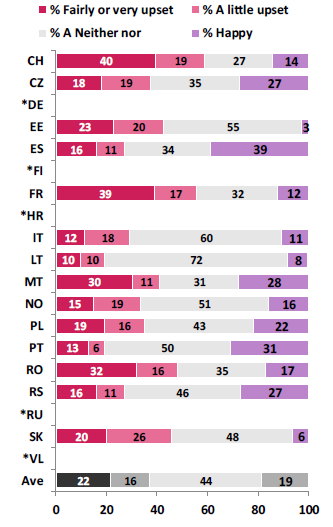 % Fairly or very upset % A little upset
% A Neither nor % Happy
CH 40 19 27 14
CZ 18 19 35 27
*DE
EE 23 20 55 3
ES 16 11 34 39
*FI
FR 39 17 32 12
*HR
IT 12 18 60 11
LT 10 10 72 8
MT 30 11 31 28
NO 15 19 51 16
PL 19 16 43 22
PT 13 6 50 31
RO 32 16 35 17
RS 16 11 46 27
*RU
SK 20 26 48 6
*VL
Ave 22 16 44 19
0 20 40 60 80 100